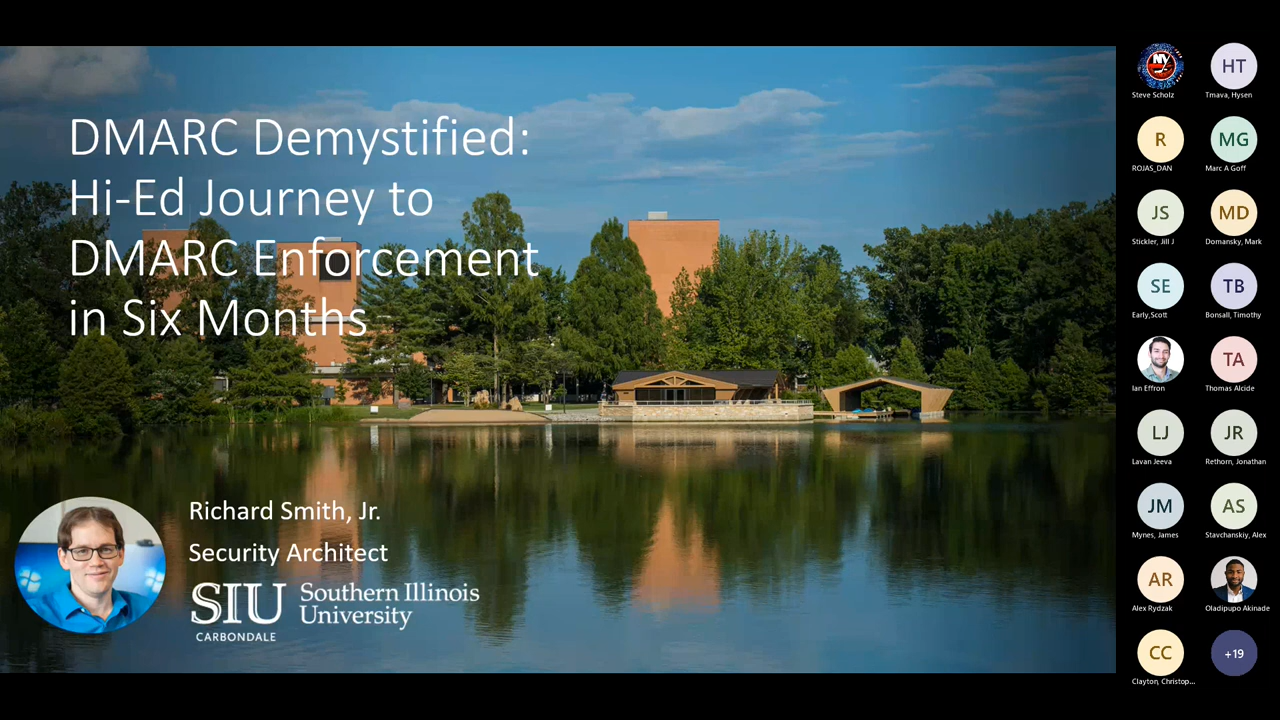 DMARC Demystified:
Hi-Ed Journey to
DMARC Enforcement
in Six Months
Richard Smith, Jr.
Security Architect
SIU Southern Illinois
University
CARBONDALE
NY
Steve Scholz
HT
Tmava, Hysen
R
ROJAS_DAN
MG
Marc A Goff
JS
Stickler, Jill J
MD
Domansky, Mark
SE
Early,Scott
TB
Bonsall, Timothy
Ian Effron
TA
Thomas Alcide
LJ
Lavan Jeeva
JR
Rethorn, Jonathan
JM
Mynes, James
AS
Stavchanskiy, Alex
AR
Alex Rydzak
Oladipupo Akinade
CC
Clayton, Christop...
+19